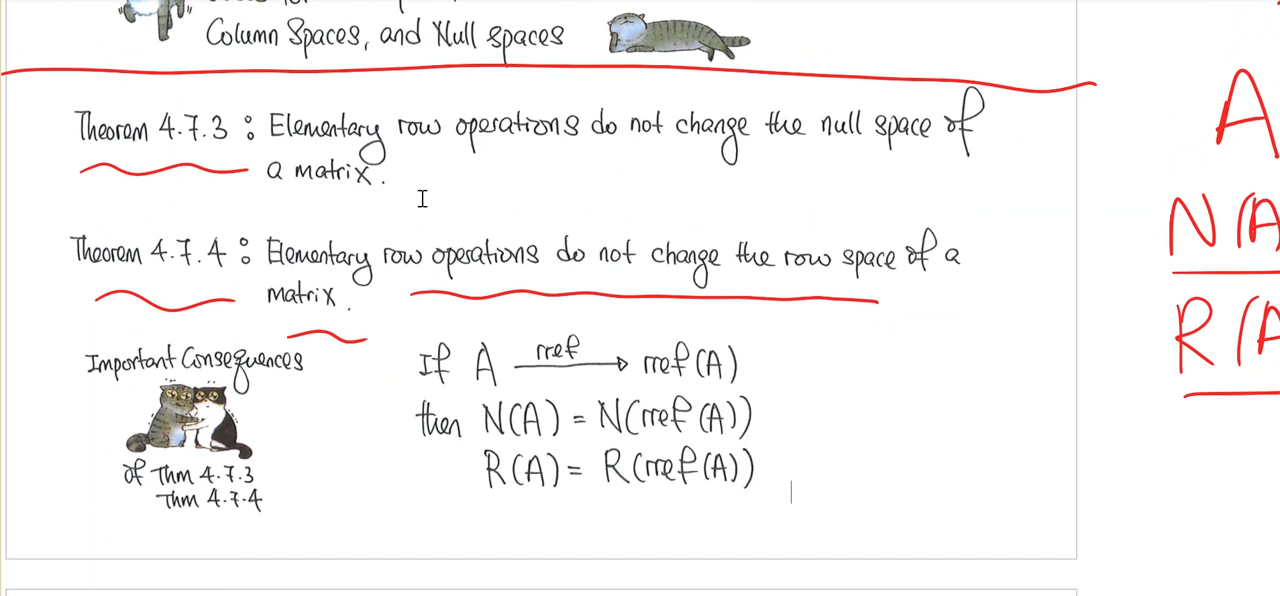 Column Spaces, and Null spaces
Theorem 4.7.3 : Elementary row operations do not change the null space of
a matrix.
Theorem 4.7.4 : Elementary row operations do not change the row space of a
matrix.
Important Consequences
of Thm 4.7.3
Thm 4.7.4
If A rref → rref(A)
then N(A) = N(rref(A))
R(A) = R(rref(A))
A
N(A
R(A